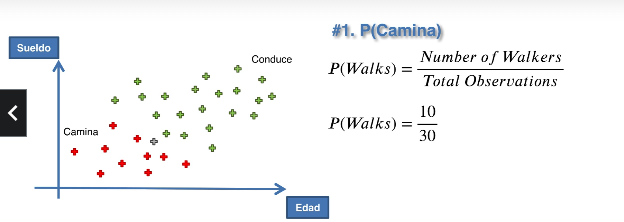 #1. P(Camina)
Sueldo
Conduce
P(Walks) = Number of Walkers
Total Observations
P(Walks) = 10
30
Camina
Edad